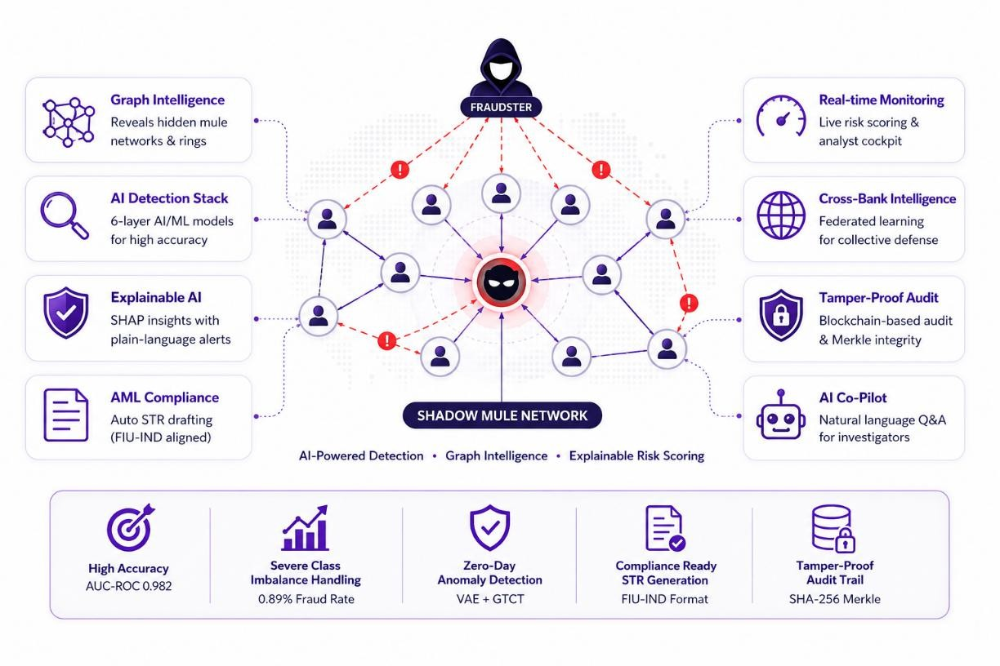 FRAUDSTER
Graph Intelligence
Reveals hidden mule
networks & rings
AI Detection Stack
6-layer AI/ML models
for high accuracy
Explainable AI
SHAP insights with
plain-language alerts
AML Compliance
Auto STR drafting
(FIU-IND aligned)
!
!
!
!
Real-time Monitoring
Live risk scoring &
analyst cockpit
Cross-Bank Intelligence
Federated learning
for collective defense
Tamper-Proof Audit
Blockchain-based audit
& Merkle integrity
AI Co-Pilot
Natural language Q&A
for investigators
SHADOW MULE NETWORK
AI-Powered Detection • Graph Intelligence • Explainable Risk Scoring
High Accuracy
AUC-ROC 0.982
Severe Class
Imbalance Handling
0.89% Fraud Rate
Zero-Day
Anomaly Detection
VAE + GTCT
Compliance Ready
STR Generation
FIU-IND Format
Tamper-Proof
Audit Trail
SHA-256 Merkle